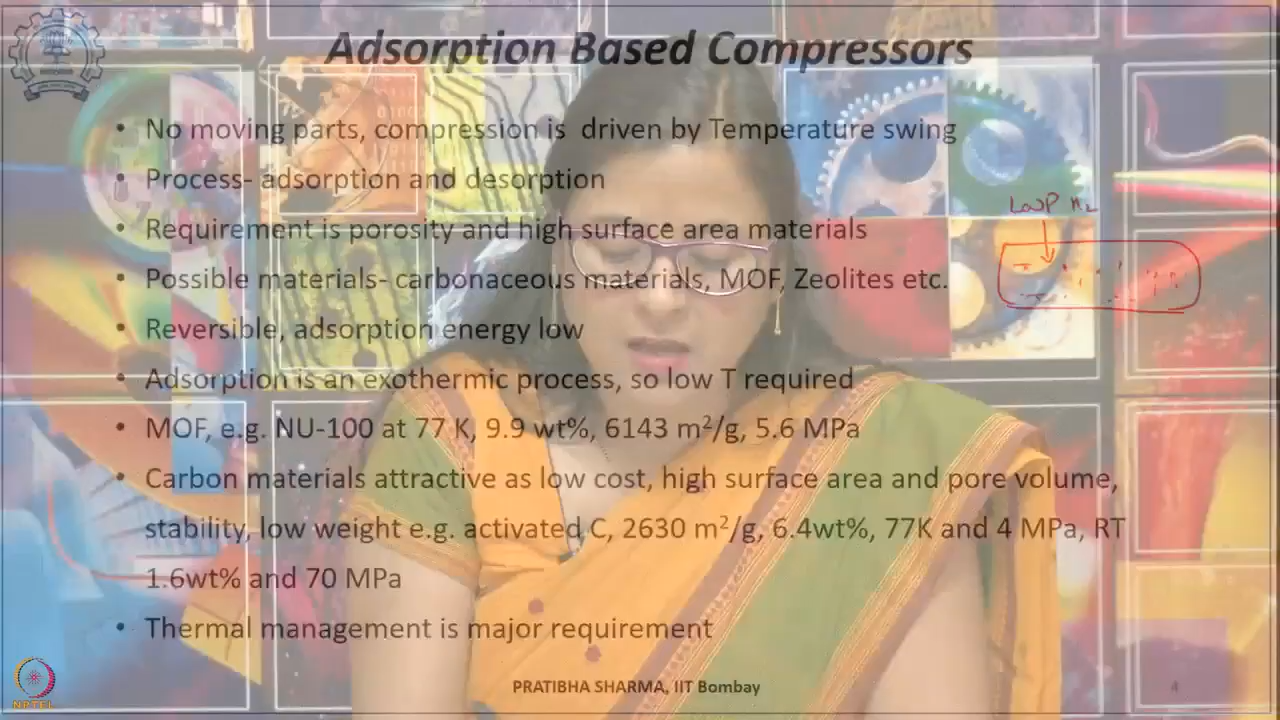 Adsorption Based Compressors
• No moving parts, compression is driven by Temperature swing
• Process- adsorption and desorption
• Requirement is porosity and high surface area materials
LowP H2
• Possible materials- carbonaceous materials, MOF, Zeolites etc.
• Reversible, adsorption energy low
• Adsorption is an exothermic process, so low T required
• MOF, e.g. NU-100 at 77 K, 9.9 wt%, 6143 m²/g, 5.6 MPa
• Carbon materials attractive as low cost, high surface area and pore volume,
stability, low weight e.g. activated C, 2630 m²/g, 6.4wt%, 77K and 4 MPa, RT
1.6wt% and 70 MPa
• Thermal management is major requirement
PRATIBHA SHARMA, IIT Bombay
4
NPTEL